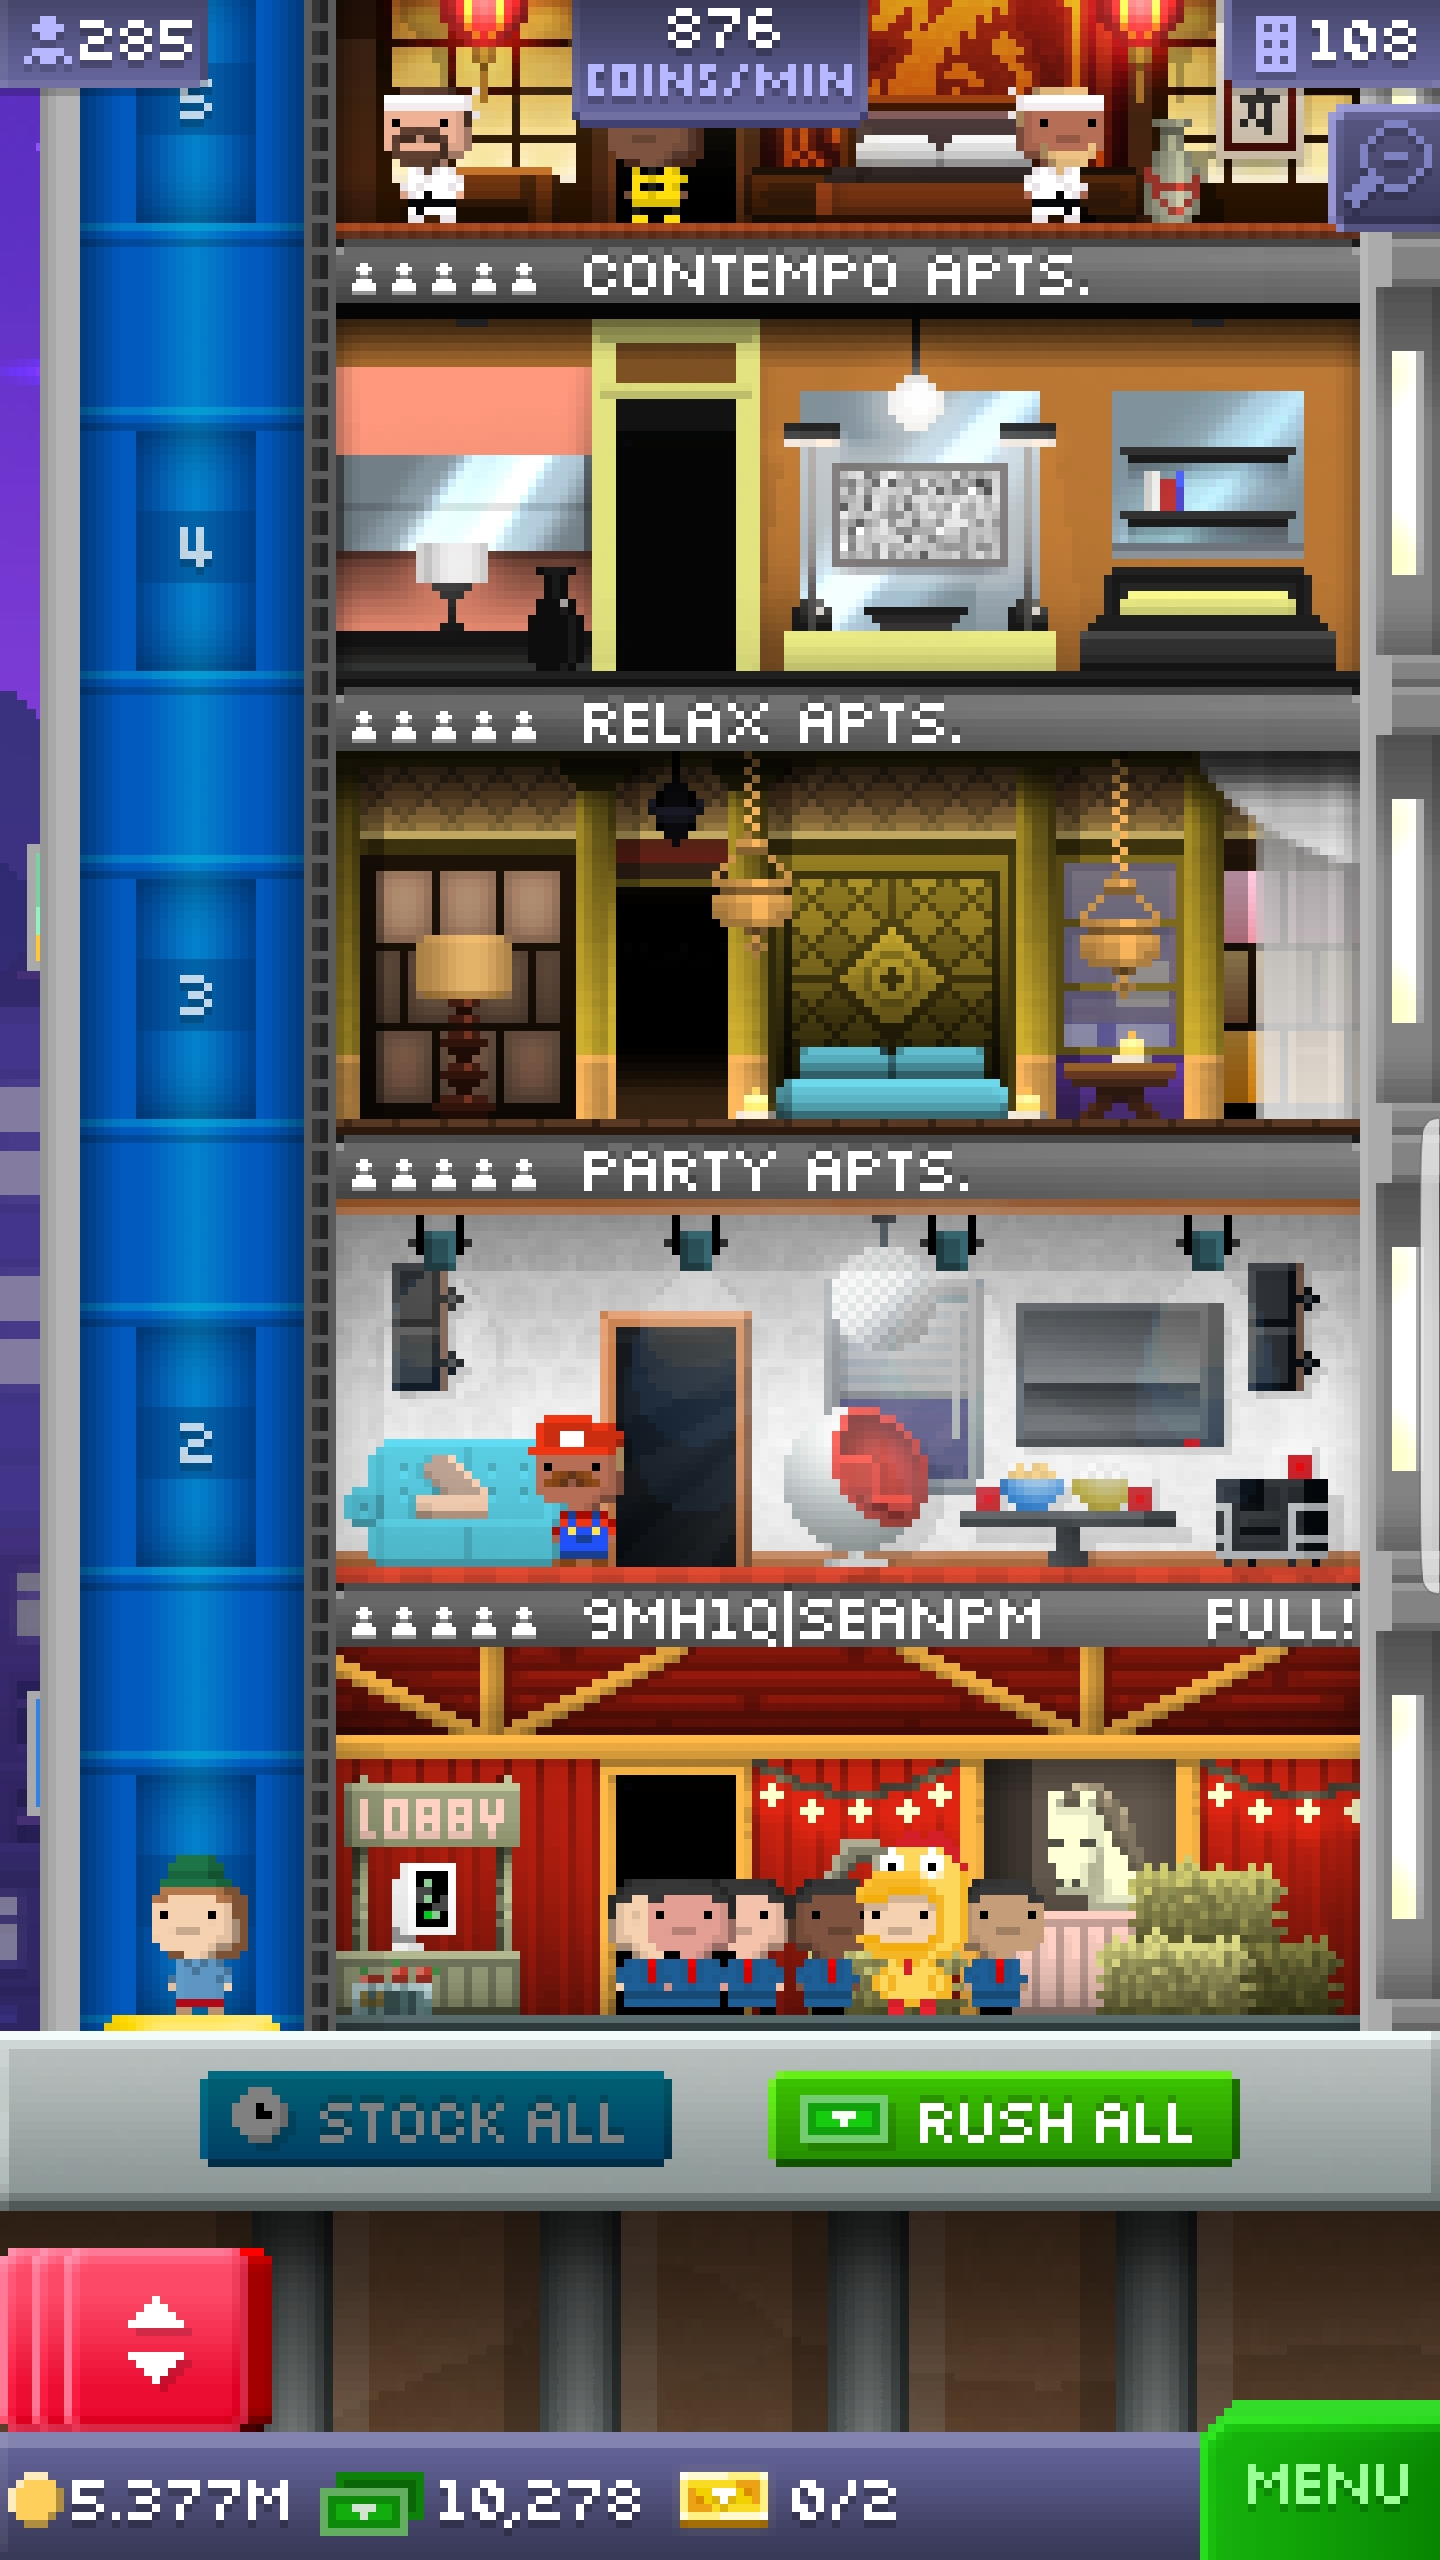 285
876
COINS/MIN
108
5
CONTEMPO APTS.
4
RELAX APTS.
3
PARTY APTS.
2
9MH1Q|SEANPM FULL!
LOBBY
STOCK ALL
RUSH ALL
5.377M
10,278
0/2
MENU